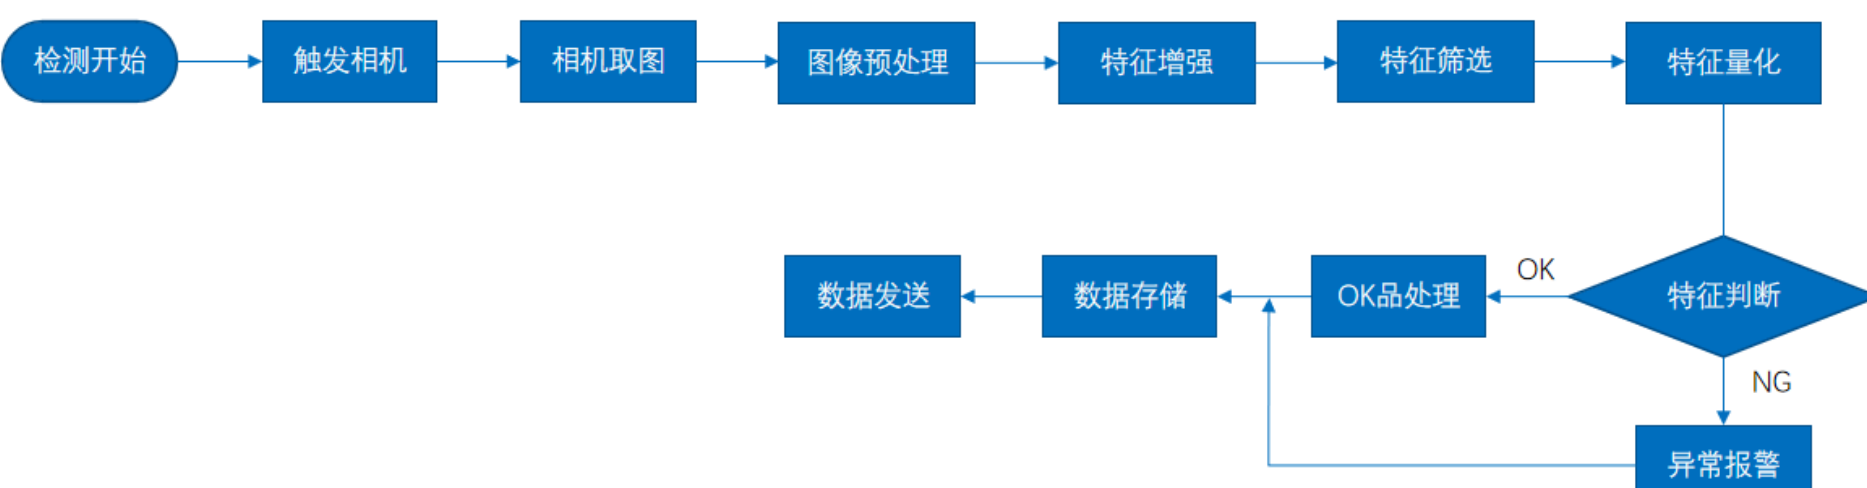 检测开始
触发相机
相机取图
图像预处理
特征增强
特征筛选
特征量化
特征判断
OK
OK品处理
数据存储
数据发送
NG
异常报警